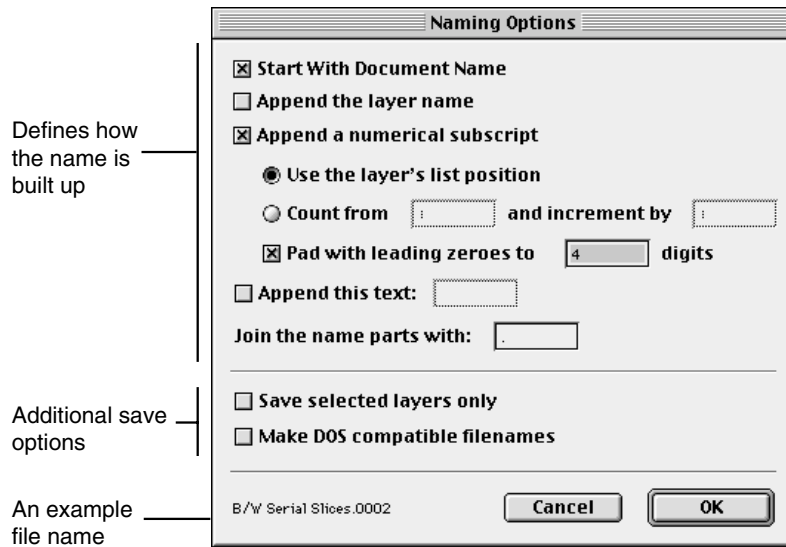 Naming Options
Start With Document Name
Append the layer name
Append a numerical subscript
Use the layer's list position
Count from : and increment by :
Pad with leading zeroes to 4 digits
Append this text:
Join the name parts with: .
Save selected layers only
Make DOS compatible filenames
B/W Serial Slices.0002
Cancel
OK
Defines how
the name is
built up
Additional save
options
An example
file name